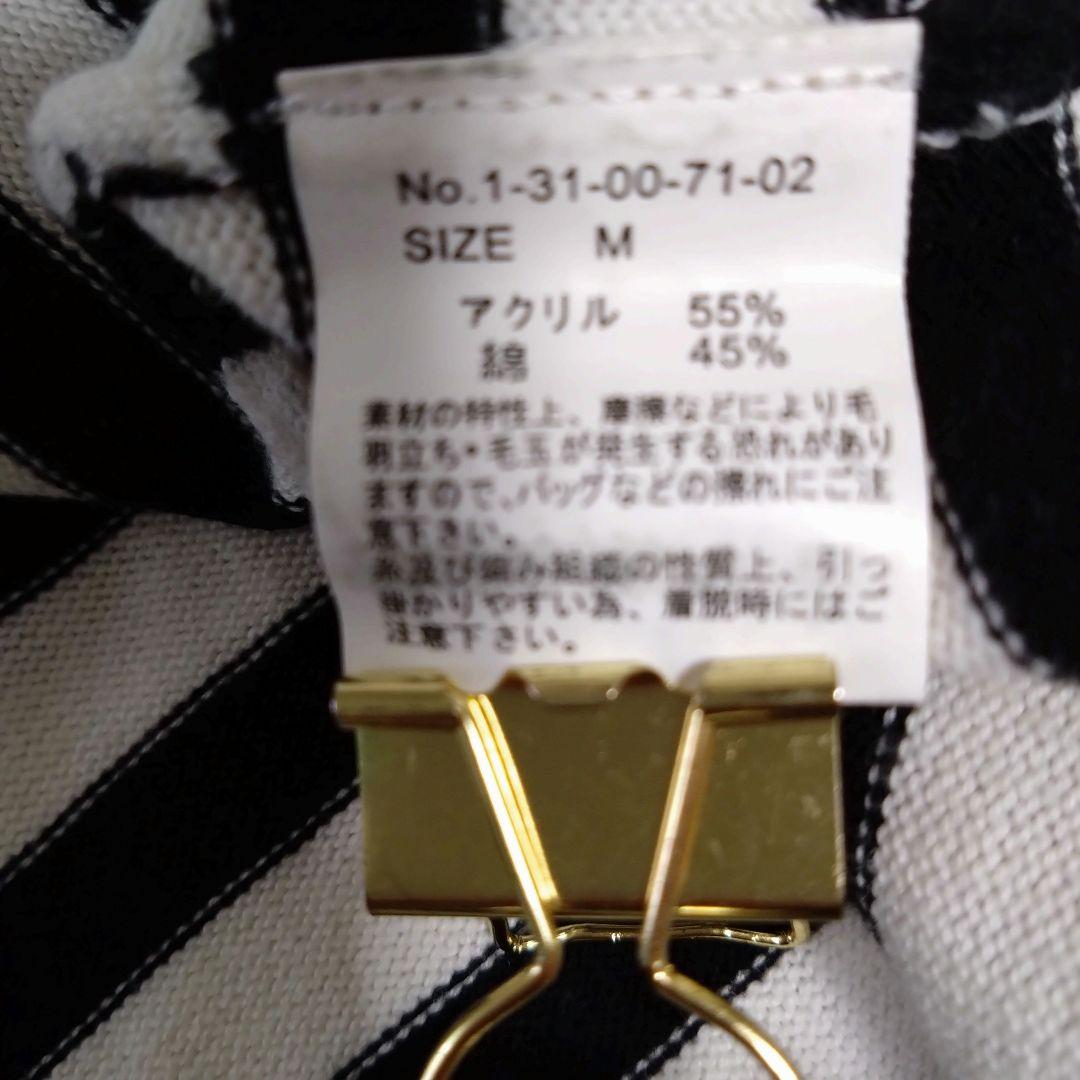 No.1-31-00-71-02
SIZE M
アクリル 55%
綿 45%
素材の特性上、摩擦などにより毛
羽立ち・毛玉が発生する恐れがあり
ますので、バッグなどの擦れにご注
意下さい。
糸及び編み組織の性質上、引っ
掛かりやすい為、着脱時にはご
注意下さい。